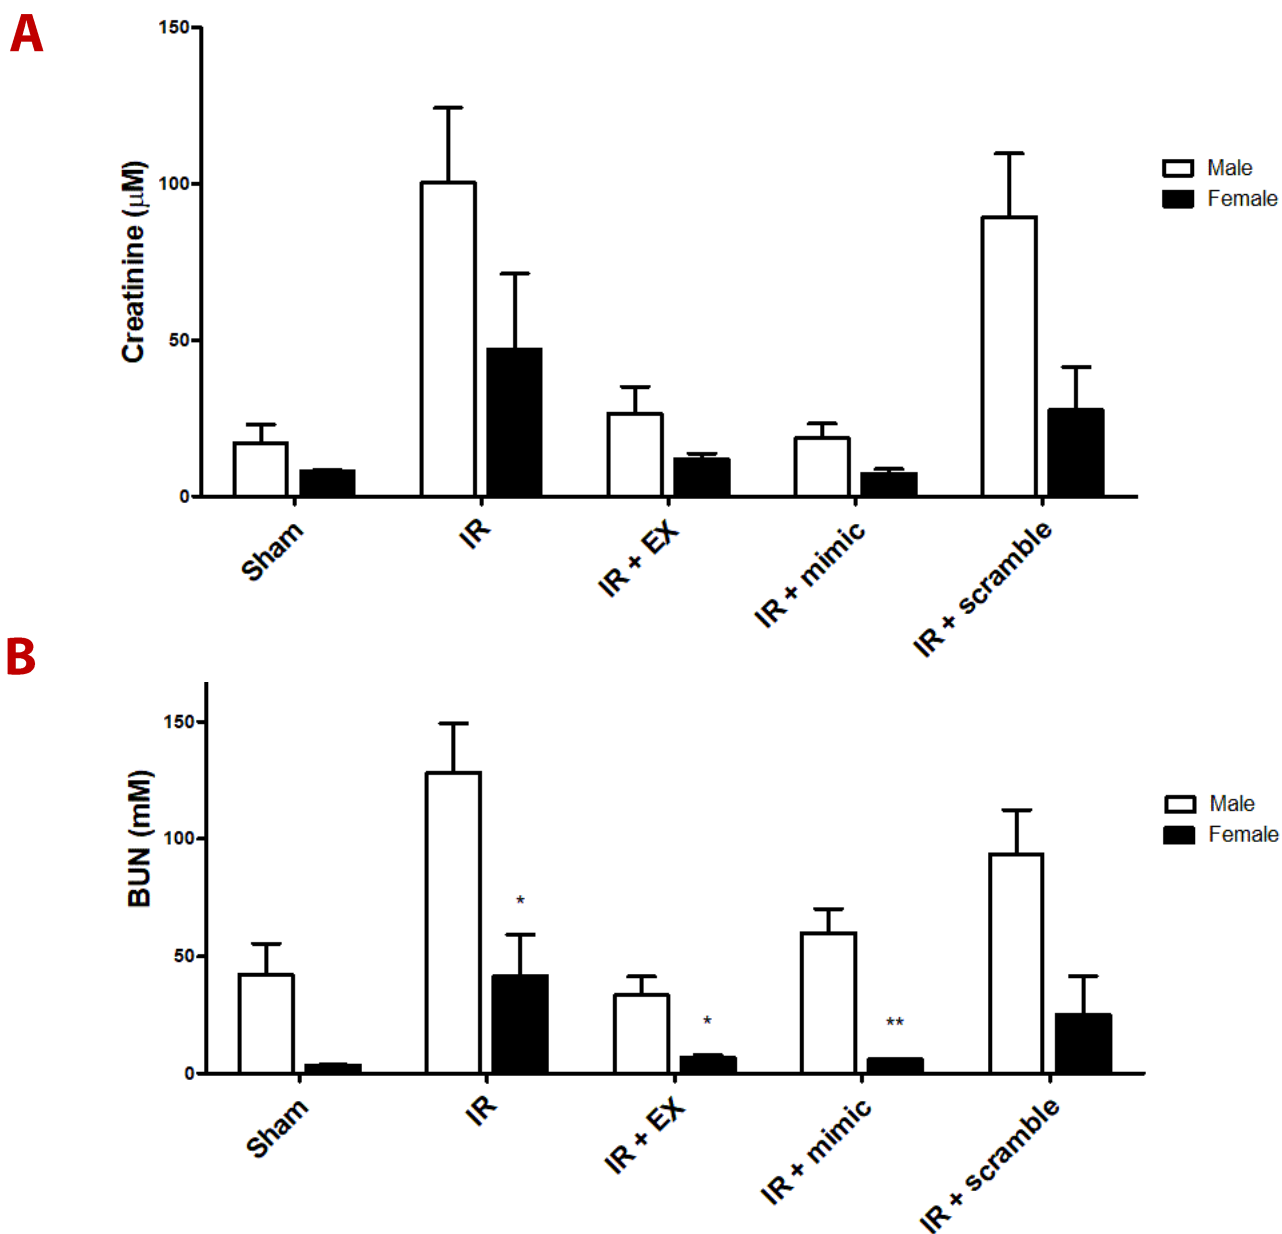 A
150
100
50
0
Creatinine (μM)
Male
Female
Sham
IR
IR + EX
IR + mimic
IR + scramble
B
150
100
50
0
BUN (mM)
*
*
**
Male
Female
Sham
IR
IR + EX
IR + mimic
IR + scramble